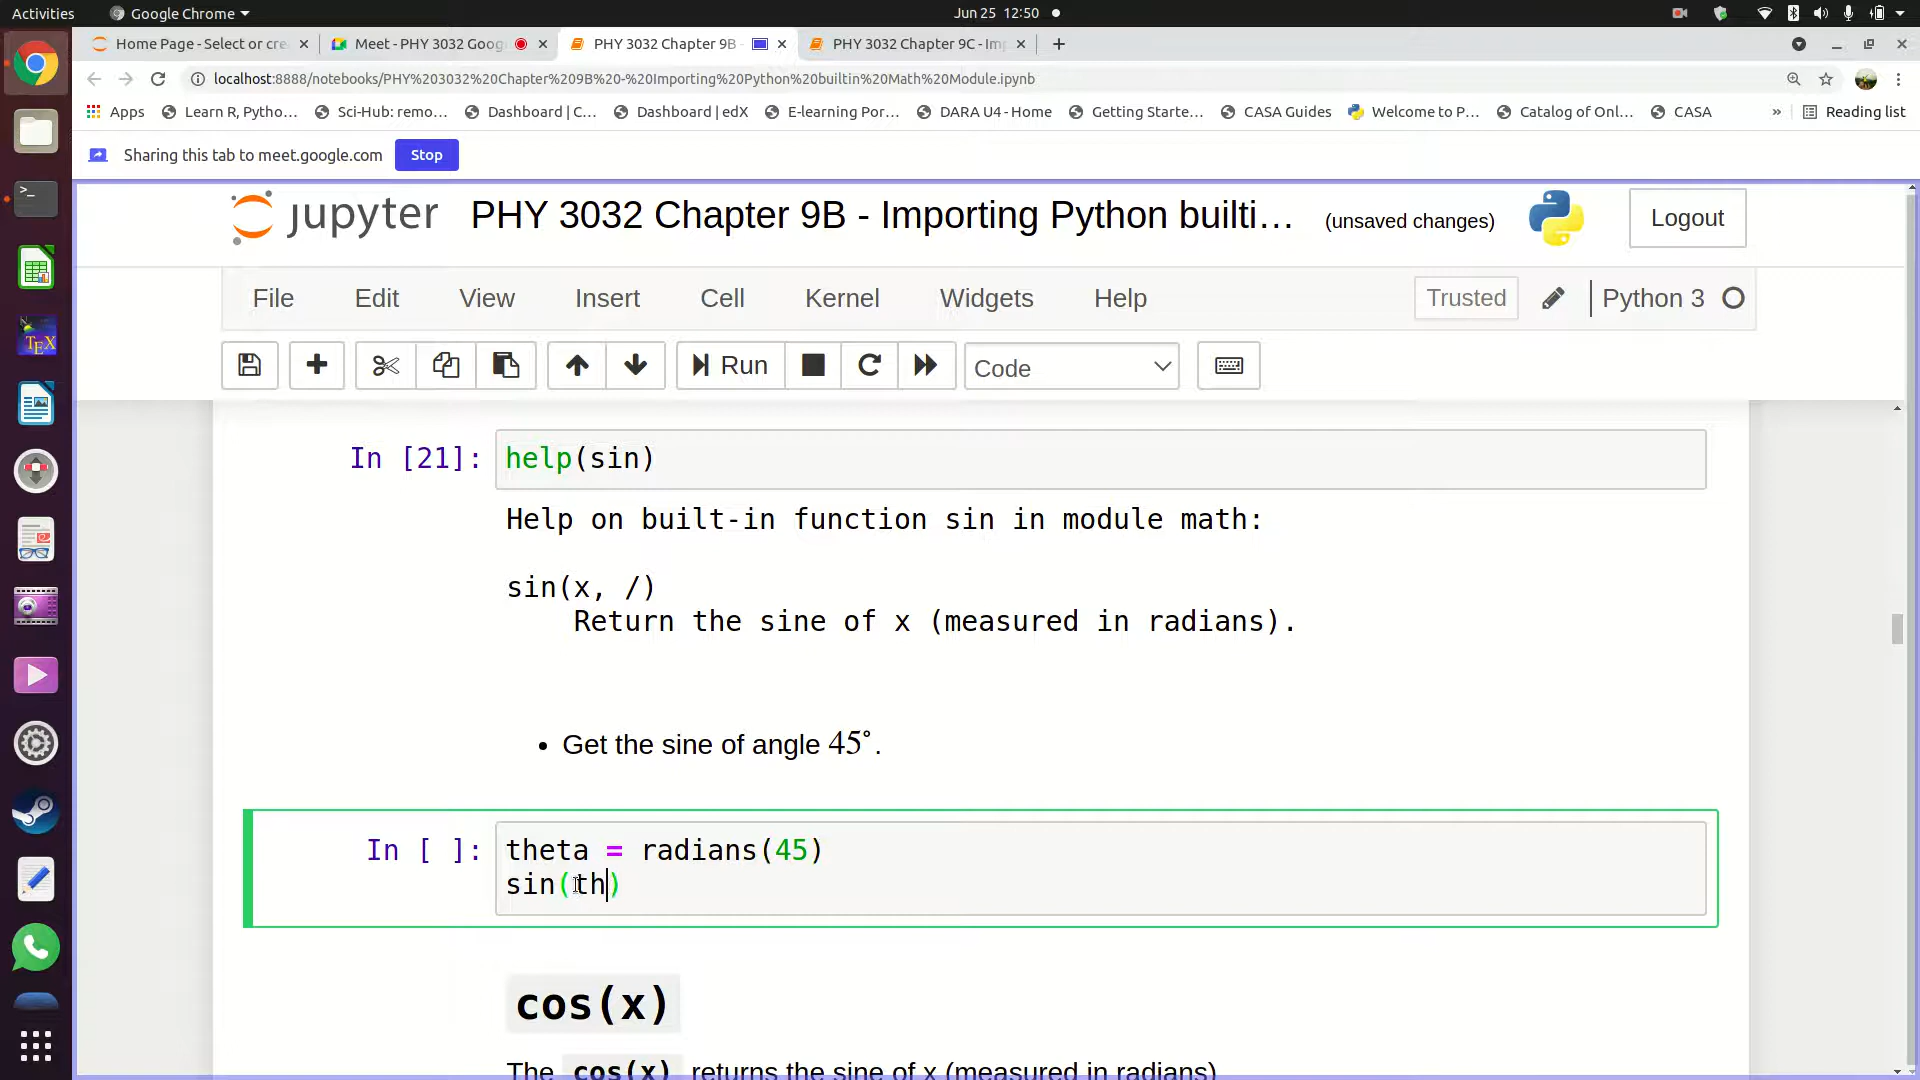 Activities Google Chrome Jun 25 12:50
Home Page - Select or cre Meet - PHY 3032 Goog PHY 3032 Chapter 9B - PHY 3032 Chapter 9C - Im
localhost:8888/notebooks/PHY%203032%20Chapter%209B%20-%20Importing%20Python%20builtin%20Math%20Module.ipynb
Apps Learn R, Pytho... Sci-Hub: remo... Dashboard | C... Dashboard | edX E-learning Por... DARA U4 - Home Getting Starte... CASA Guides Welcome to P... Catalog of Onl... CASA » Reading list
Sharing this tab to meet.google.com Stop
jupyter PHY 3032 Chapter 9B - Importing Python builti... (unsaved changes) Logout
File Edit View Insert Cell Kernel Widgets Help Trusted Python 3
Run Code
In [21]: help(sin)
Help on built-in function sin in module math:
sin(x, /)
Return the sine of x (measured in radians).
• Get the sine of angle 45°.
In [ ]: theta = radians(45)
sin(th)
cos(x)
The cos(x) returns the sine of x (measured in radians)
TEX